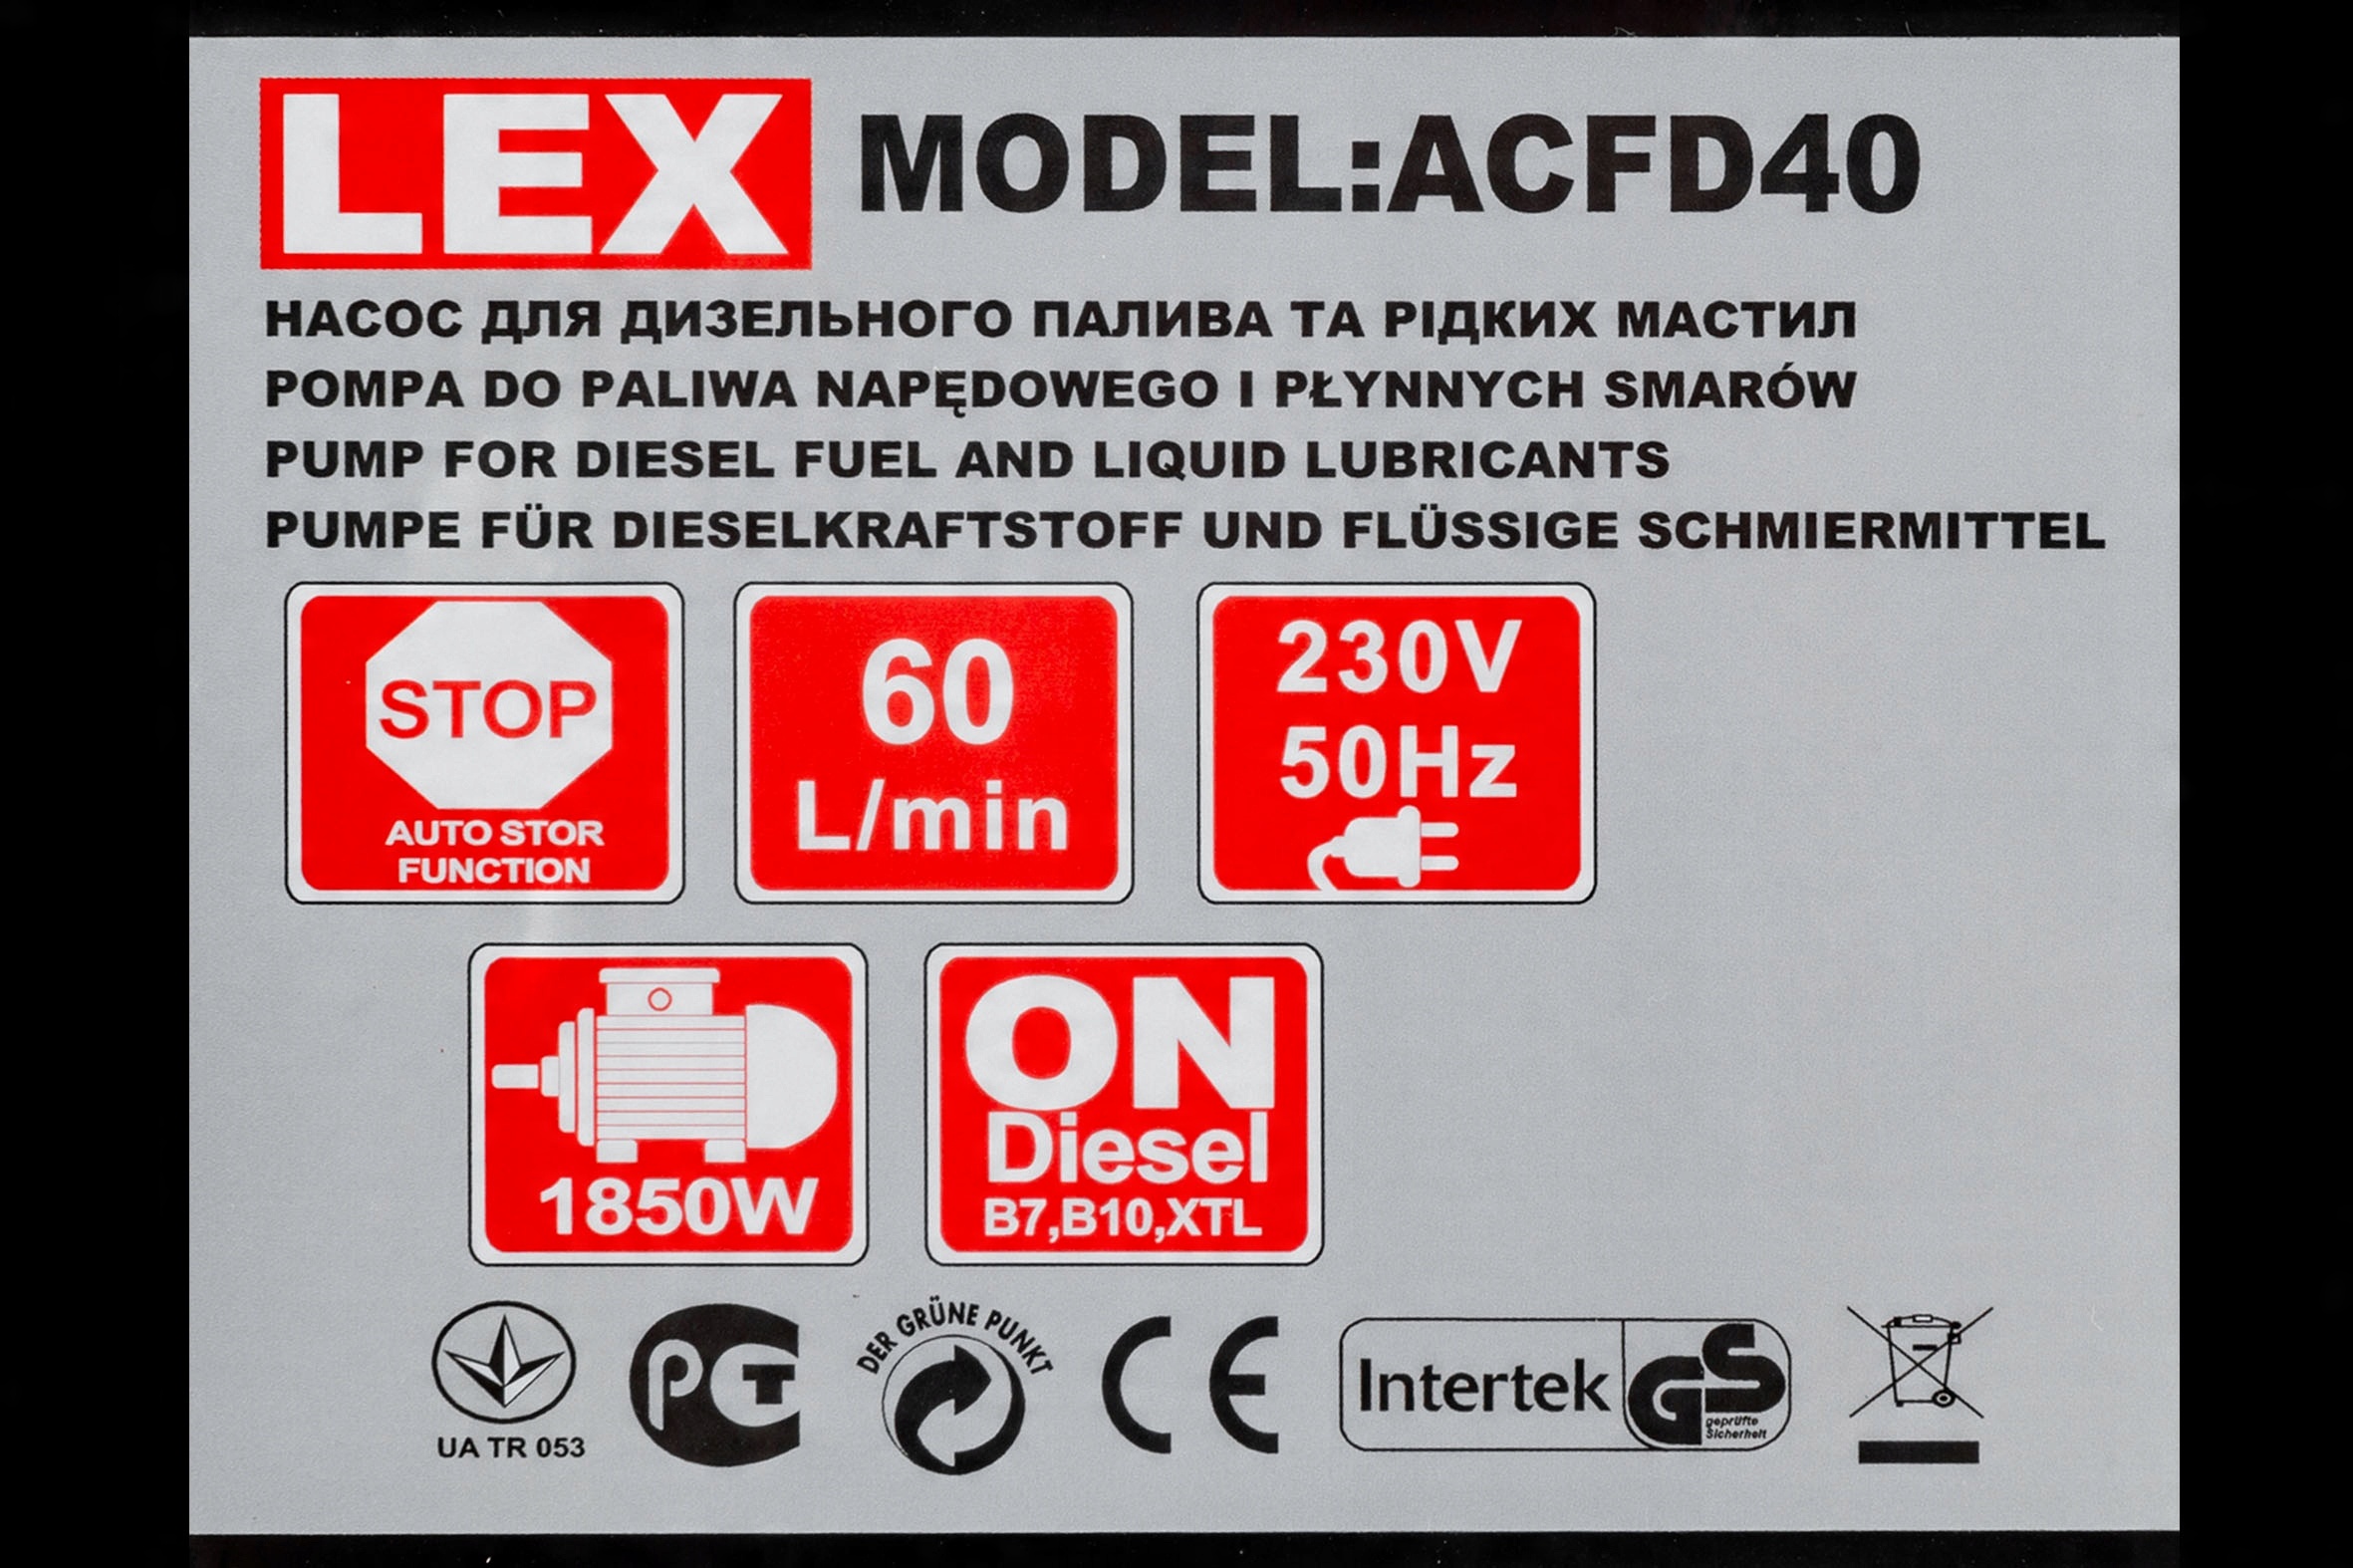 LEX MODEL:ACFD40
НАСОС ДЛЯ ДИЗЕЛЬНОГО ПАЛИВА ТА РІДКИХ МАСТИЛ
POMPA DO PALIWA NAPĘDOWEGO I PŁYNNYCH SMARÓW
PUMP FOR DIESEL FUEL AND LIQUID LUBRICANTS
PUMPE FÜR DIESELKRAFTSTOFF UND FLÜSSIGE SCHMIERMITTEL
STOP
AUTO STOR
FUNCTION
60
L/min
230V
50Hz
1850W
ON
Diesel
B7,B10,XTL
UA TR 053
РСТ
DER GRÜNE PUNKT
CE
Intertek
GS
geprüfte
Sicherheit